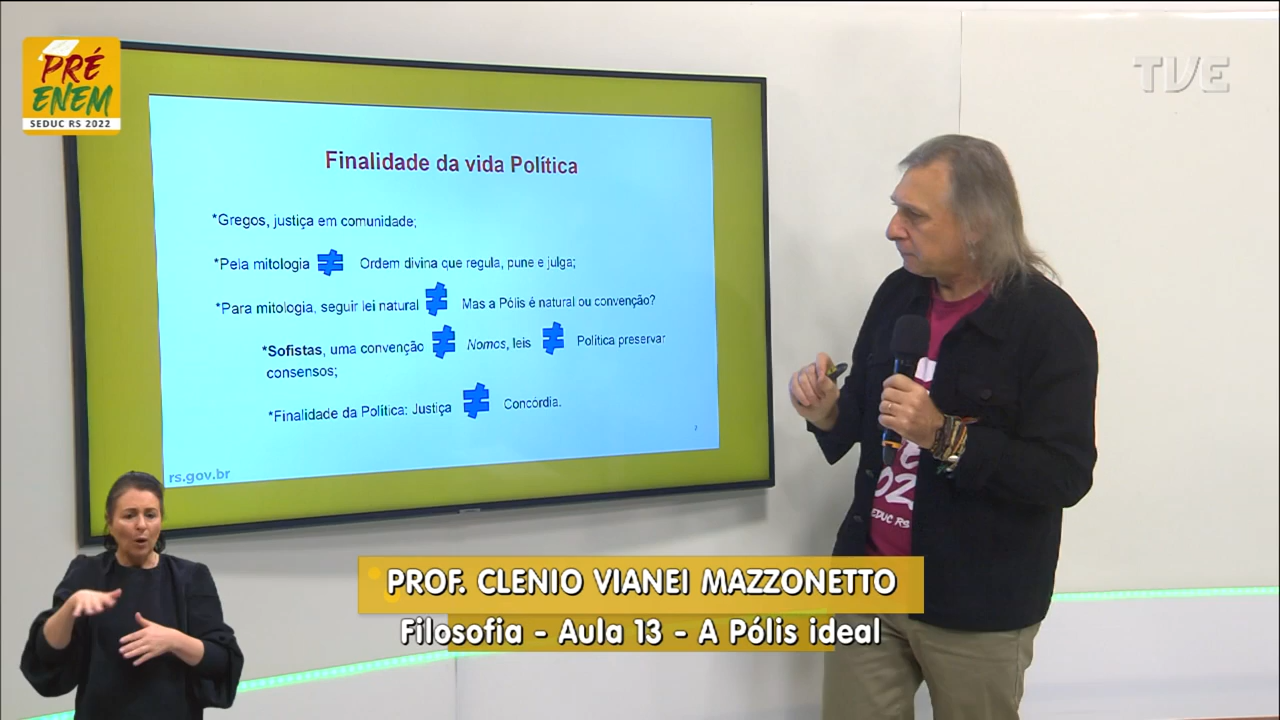 PRÉ
ENEM
SEDUC RS 2022
TVE
Finalidade da vida Política
*Gregos, justiça em comunidade;
*Pela mitologia ≠ Ordem divina que regula, pune e julga;
*Para mitologia, seguir lei natural ≠ Mas a Pólis é natural ou convenção?
*Sofistas, uma convenção ≠ Nomos, leis ≠ Política preservar
consensos;
*Finalidade da Política: Justiça ≠ Concórdia.
7
rs.gov.br
SEDUC RS
PROF. CLENIO VIANEI MAZZONETTO
Filosofia - Aula 13 - A Pólis ideal